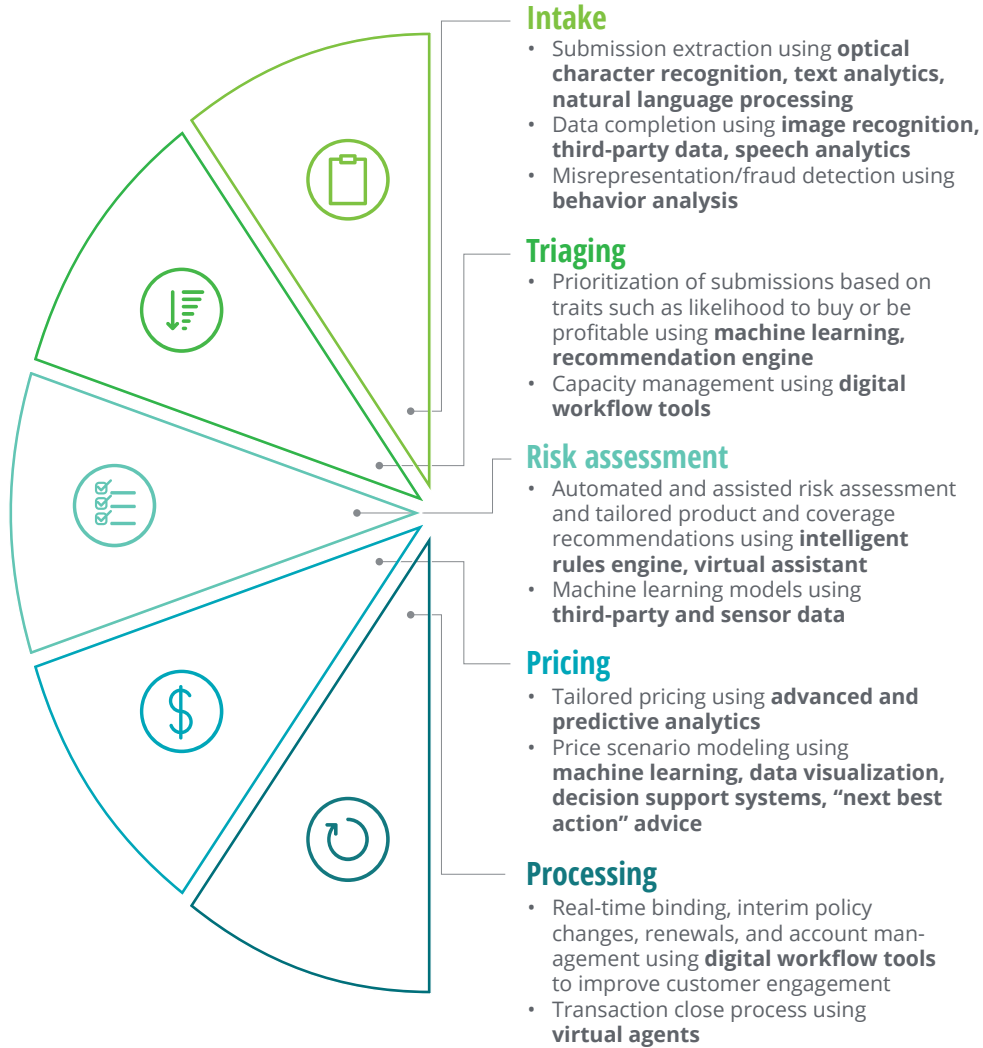 Intake
• Submission extraction using optical
character recognition, text analytics,
natural language processing
• Data completion using image recognition,
third-party data, speech analytics
• Misrepresentation/fraud detection using
behavior analysis
Triaging
• Prioritization of submissions based on
traits such as likelihood to buy or be
profitable using machine learning,
recommendation engine
• Capacity management using digital
workflow tools
Risk assessment
• Automated and assisted risk assessment
and tailored product and coverage
recommendations using intelligent
rules engine, virtual assistant
• Machine learning models using
third-party and sensor data
Pricing
• Tailored pricing using advanced and
predictive analytics
• Price scenario modeling using
machine learning, data visualization,
decision support systems, “next best
action” advice
Processing
• Real-time binding, interim policy
changes, renewals, and account man-
agement using digital workflow tools
to improve customer engagement
• Transaction close process using
virtual agents